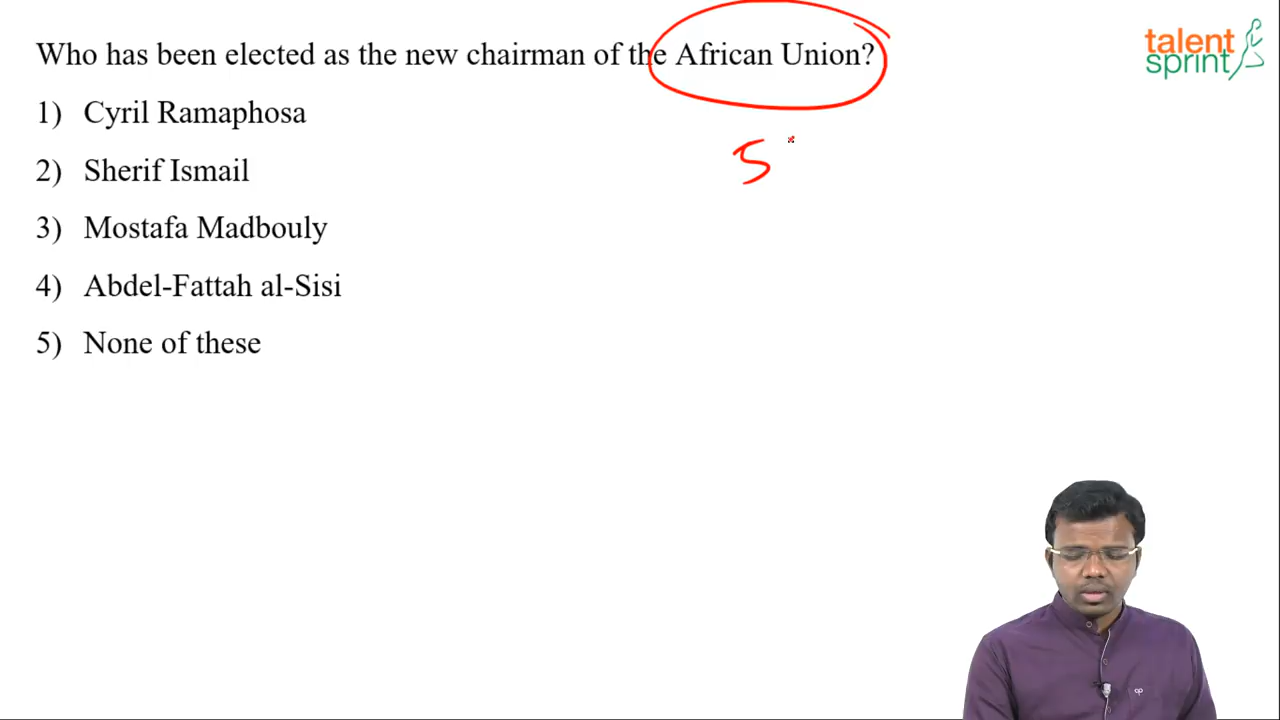 Who has been elected as the new chairman of the African Union?
talent
sprint
1) Cyril Ramaphosa
5
2) Sherif Ismail
3) Mostafa Madbouly
4) Abdel-Fattah al-Sisi
5) None of these